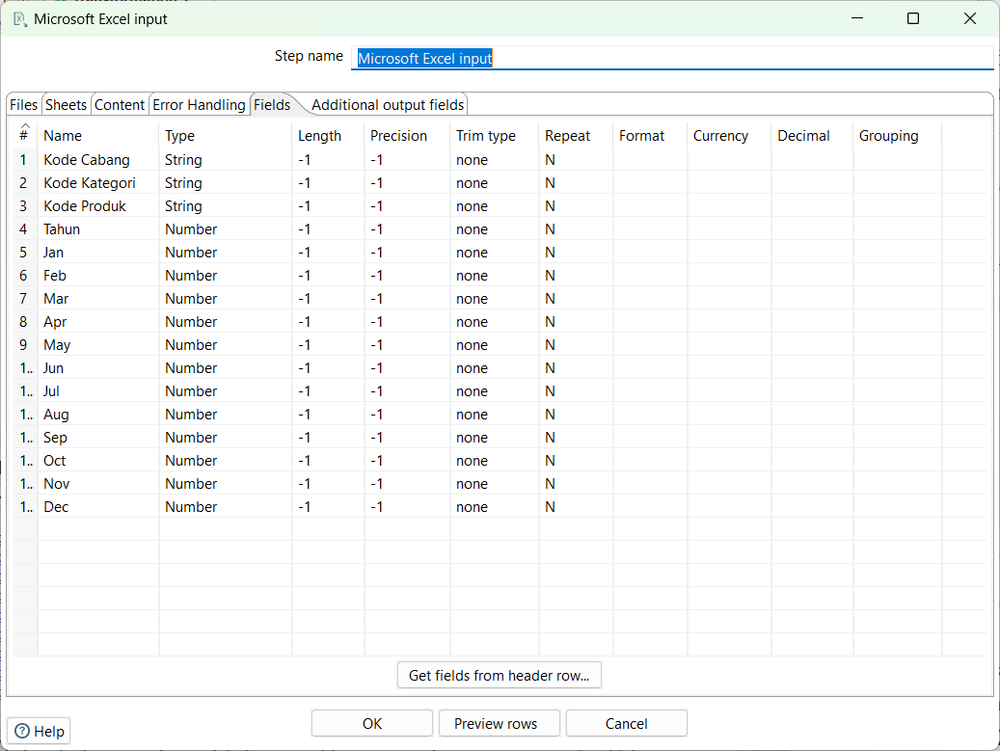 Microsoft Excel input
Step name Microsoft Excel input
Files Sheets Content Error Handling Fields Additional output fields
# Name Type Length Precision Trim type Repeat Format Currency Decimal Grouping
1 Kode Cabang String -1 -1 none N
2 Kode Kategori String -1 -1 none N
3 Kode Produk String -1 -1 none N
4 Tahun Number -1 -1 none N
5 Jan Number -1 -1 none N
6 Feb Number -1 -1 none N
7 Mar Number -1 -1 none N
8 Apr Number -1 -1 none N
9 May Number -1 -1 none N
1.. Jun Number -1 -1 none N
1.. Jul Number -1 -1 none N
1.. Aug Number -1 -1 none N
1.. Sep Number -1 -1 none N
1.. Oct Number -1 -1 none N
1.. Nov Number -1 -1 none N
1.. Dec Number -1 -1 none N
Get fields from header row...
Help OK Preview rows Cancel